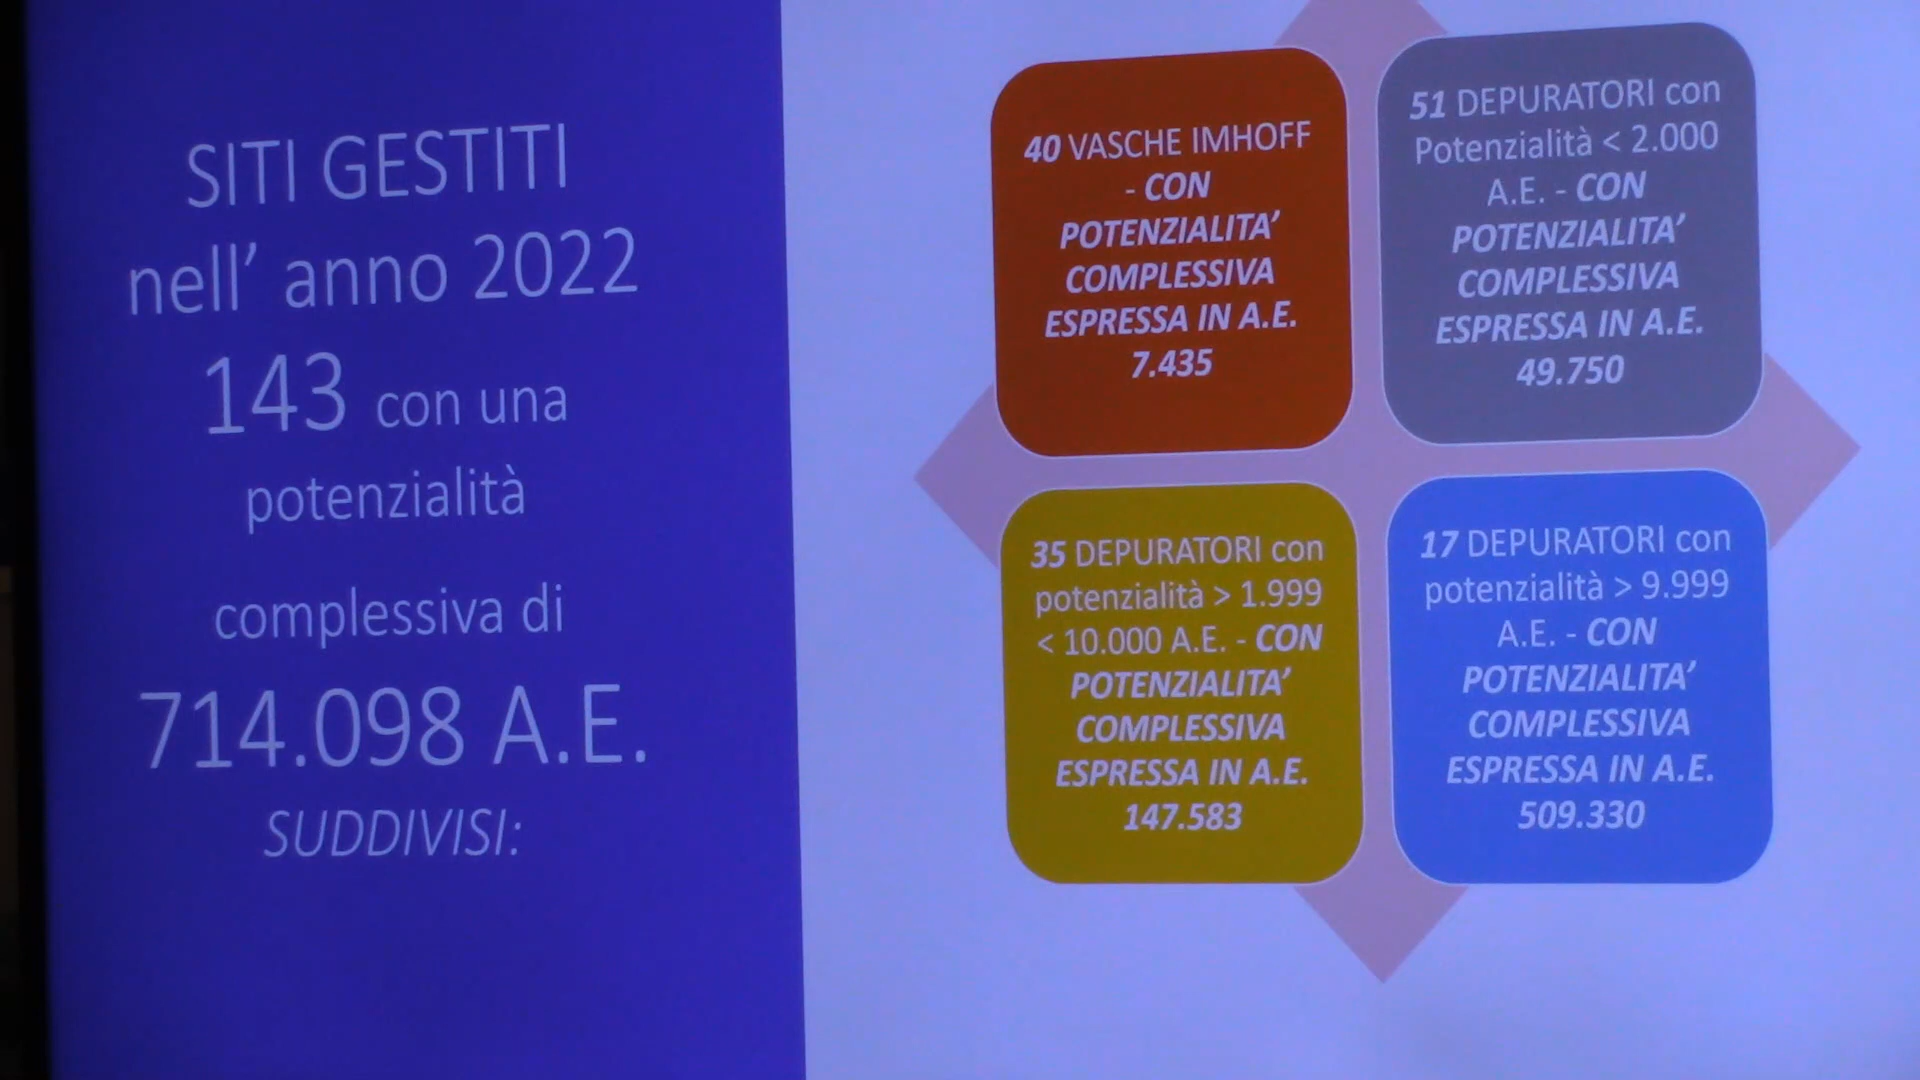 SITI GESTITI
nell’ anno 2022
143 con una
potenzialità
complessiva di
714.098 A.E.
SUDDIVISI:
40 VASCHE IMHOFF
- CON
POTENZIALITA’
COMPLESSIVA
ESPRESSA IN A.E.
7.435
51 DEPURATORI con
Potenzialità < 2.000
A.E. - CON
POTENZIALITA’
COMPLESSIVA
ESPRESSA IN A.E.
49.750
35 DEPURATORI con
potenzialità > 1.999
< 10.000 A.E. - CON
POTENZIALITA’
COMPLESSIVA
ESPRESSA IN A.E.
147.583
17 DEPURATORI con
potenzialità > 9.999
A.E. - CON
POTENZIALITA’
COMPLESSIVA
ESPRESSA IN A.E.
509.330